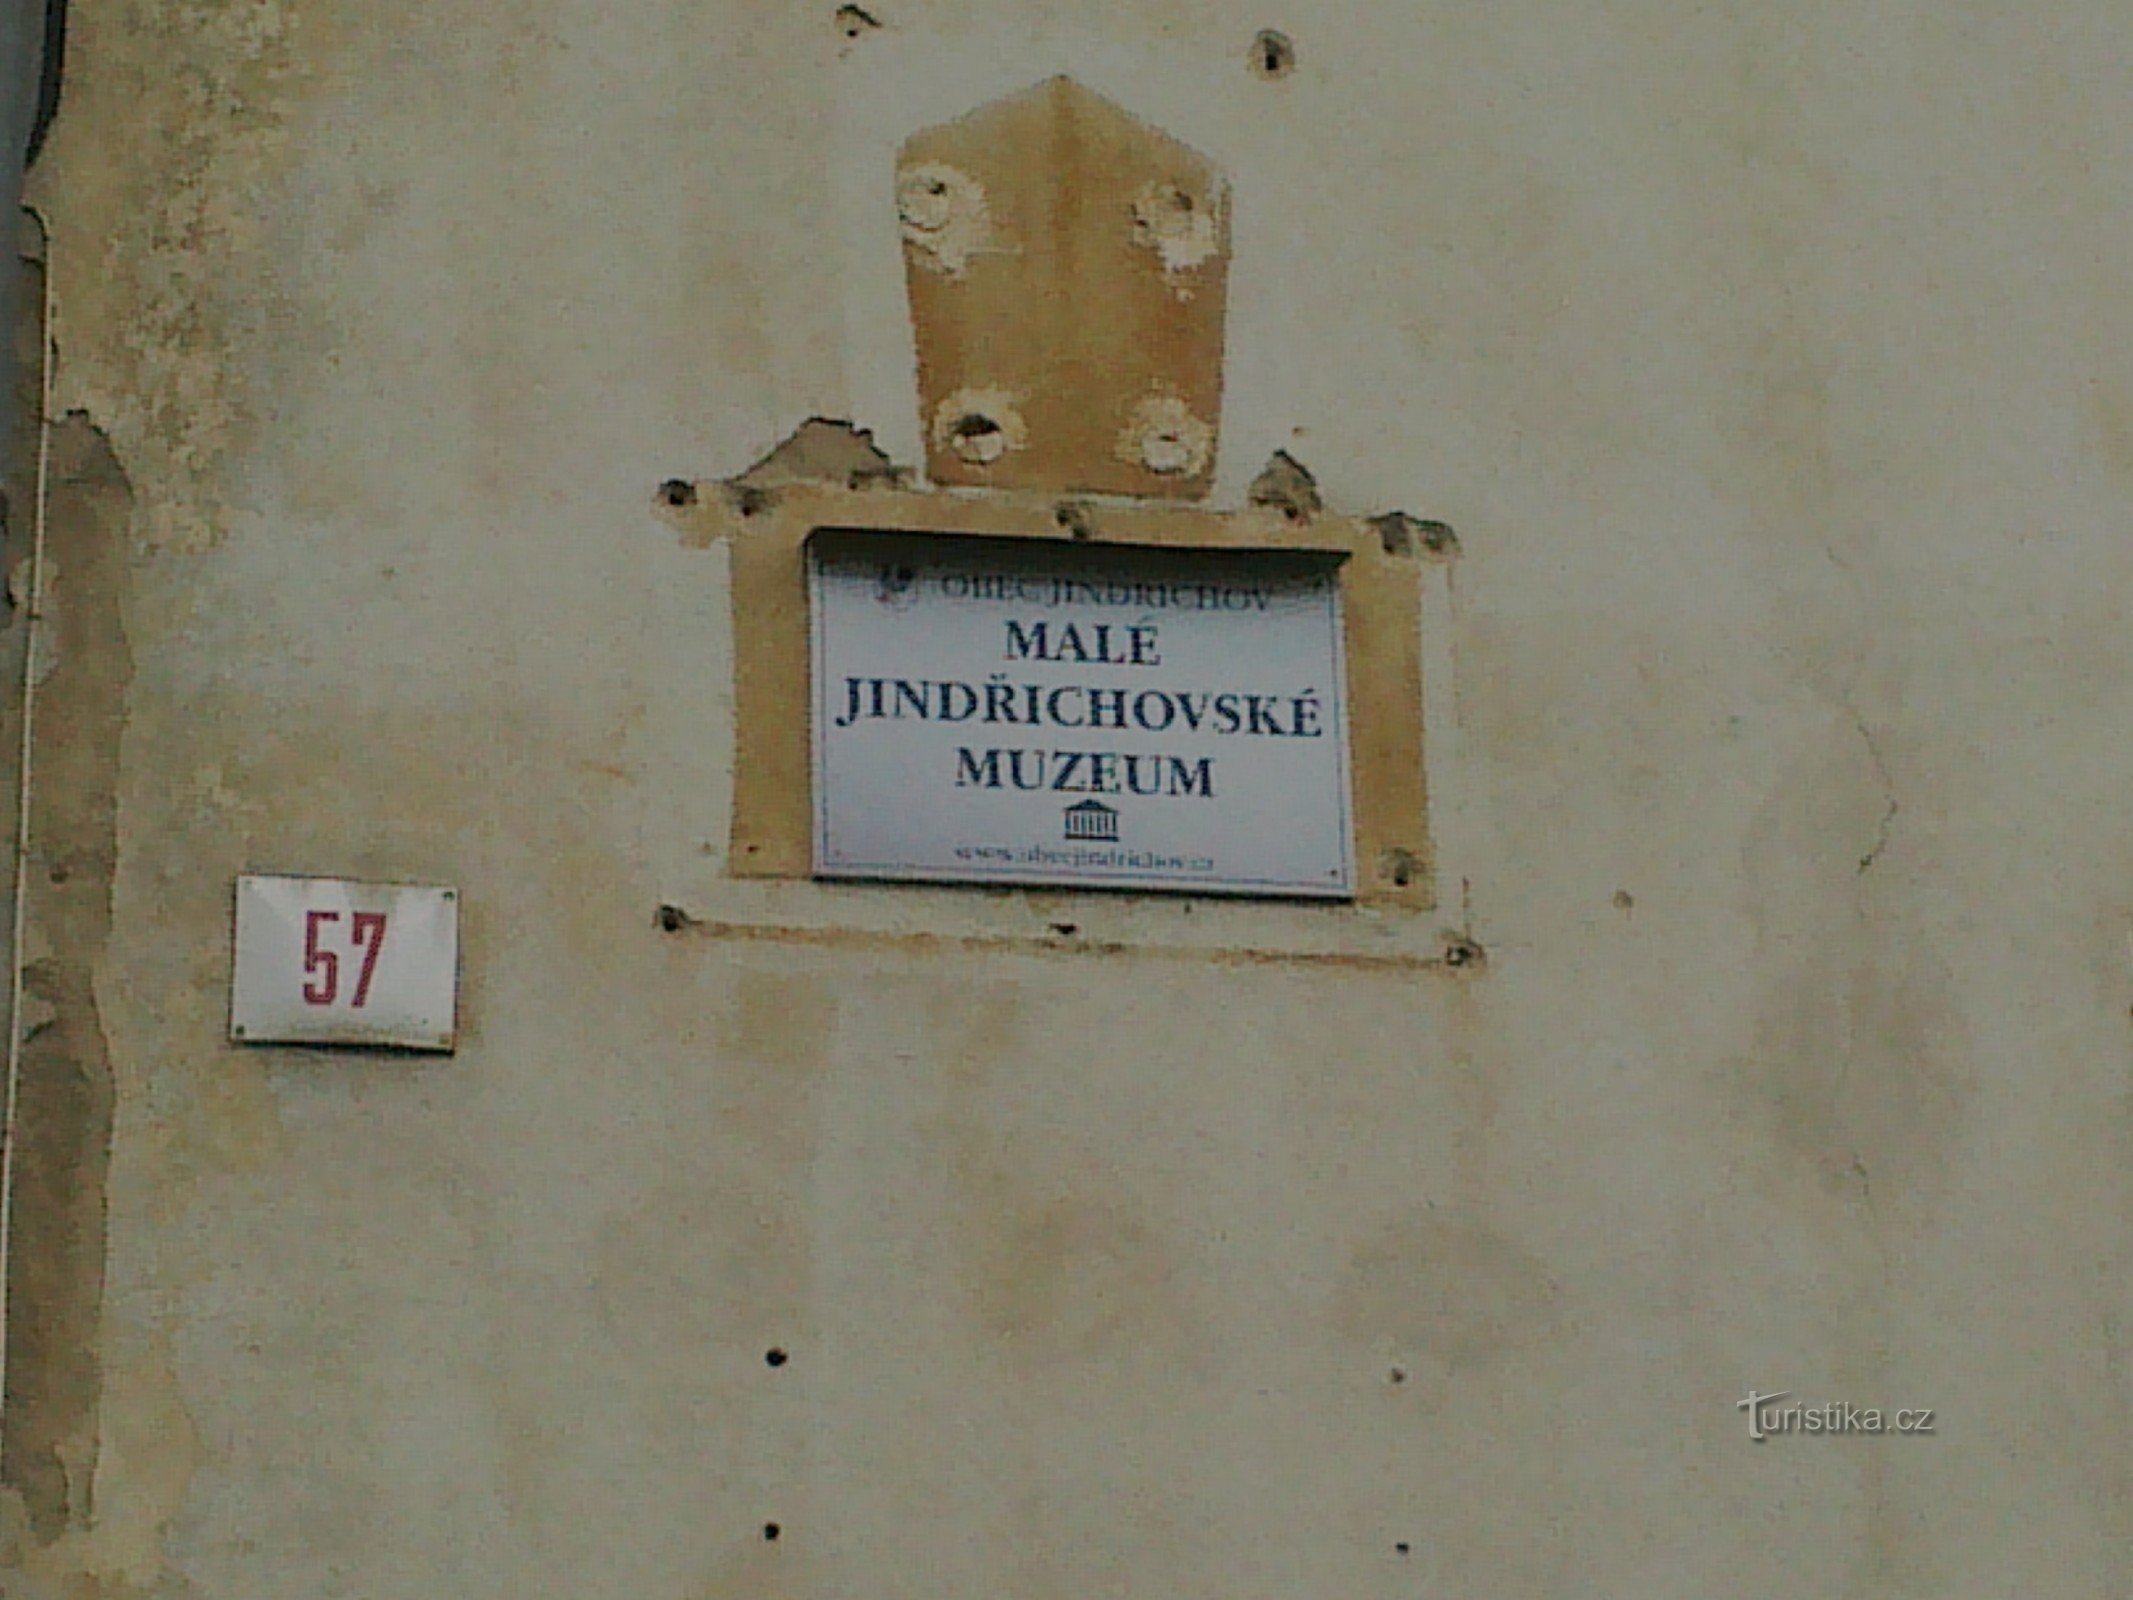 OBEC JINDŘICHOV
MALÉ
JINDŘICHOVSKÉ
MUZEUM
www.obecjindrichov.cz
57
Turistika.cz